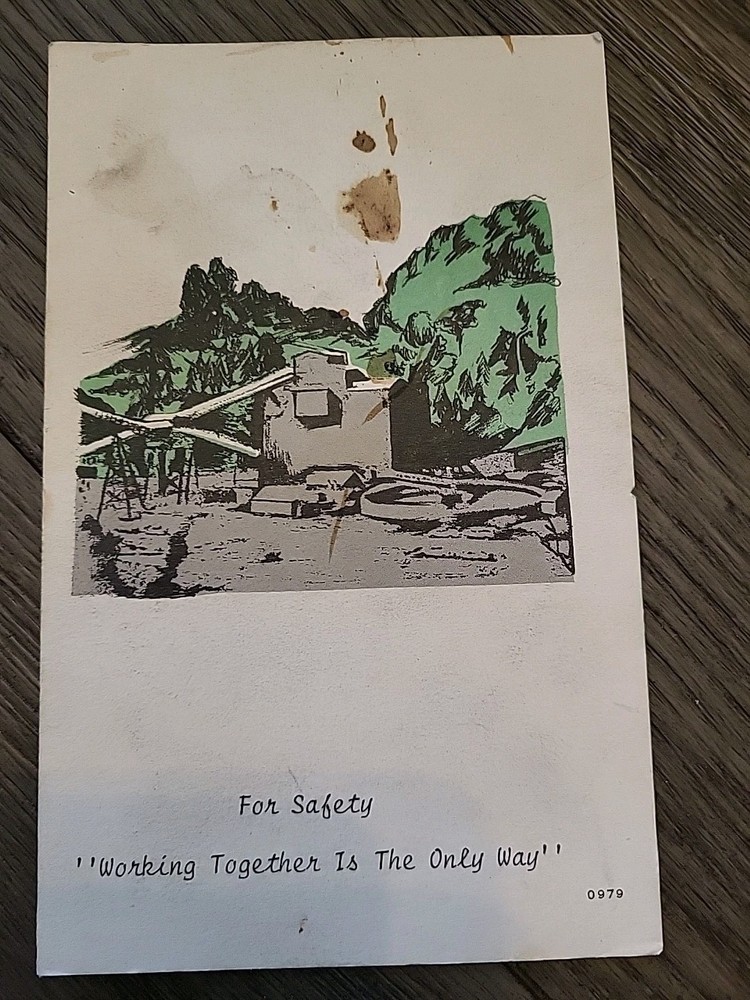 For Safety
''Working Together Is The Only Way''
0979